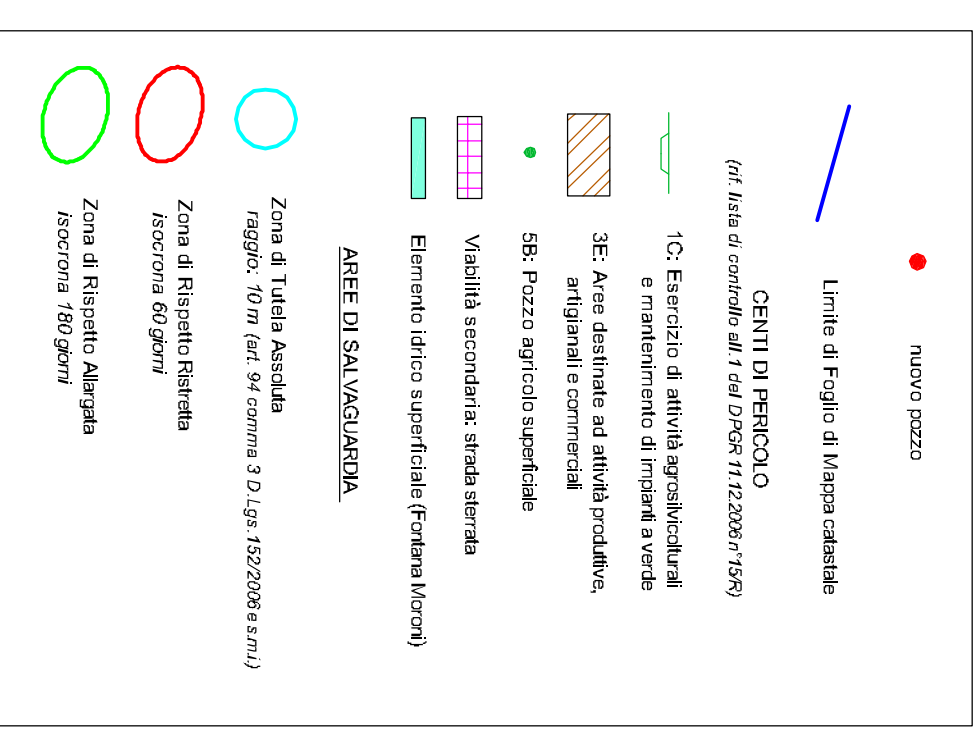 nuovo pozzo
Limite di Foglio di Mappa catastale
CENTI DI PERICOLO
(rif. lista di controllo all.1 del DPGR 11.12.2006 n°15/R)
1C: Esercizio di attività agrosilvicolturali
e mantenimento di impianti a verde
3E: Aree destinate ad attività produttive,
artigianali e commerciali
5B: Pozzo agricolo superficiale
Viabilità secondaria: strada sterrata
Elemento idrico superficiale (Fontana Moroni)
AREE DI SALVAGUARDIA
Zona di Tutela Assoluta
raggio: 10 m (art. 94 comma 3 D.Lgs.152/2006 e s.m.i.)
Zona di Rispetto Ristretta
isocrona 60 giorni
Zona di Rispetto Allargata
isocrona 180 giorni